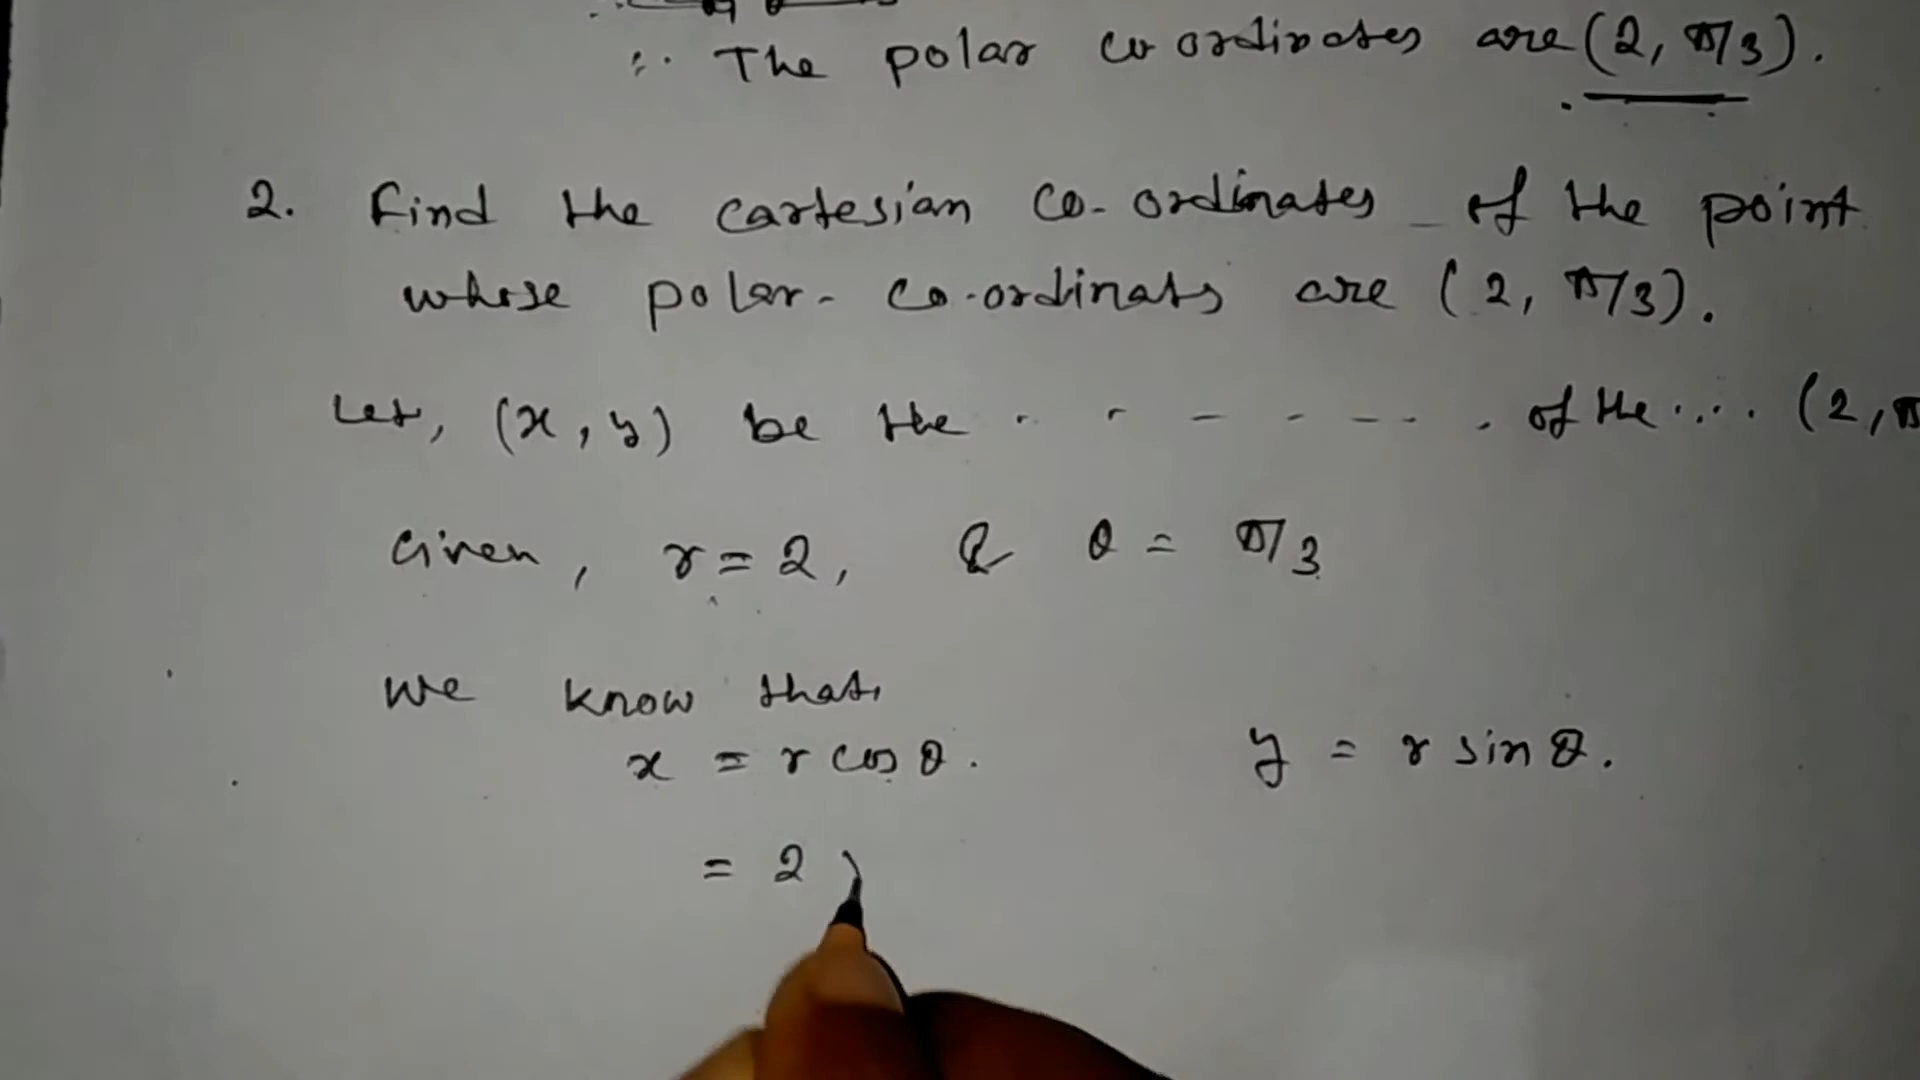 ∴ The polar co ordinates are (2, π/3).
2. Find the cartesian co-ordinates of the point
whose polar- co-ordinats are (2, π/3).
Let, (x, y) be the - - - - - - - . of the .... (2, π
Given, r = 2, & θ = π/3
We know that,
x = r cos θ. y = r sin θ.
= 2